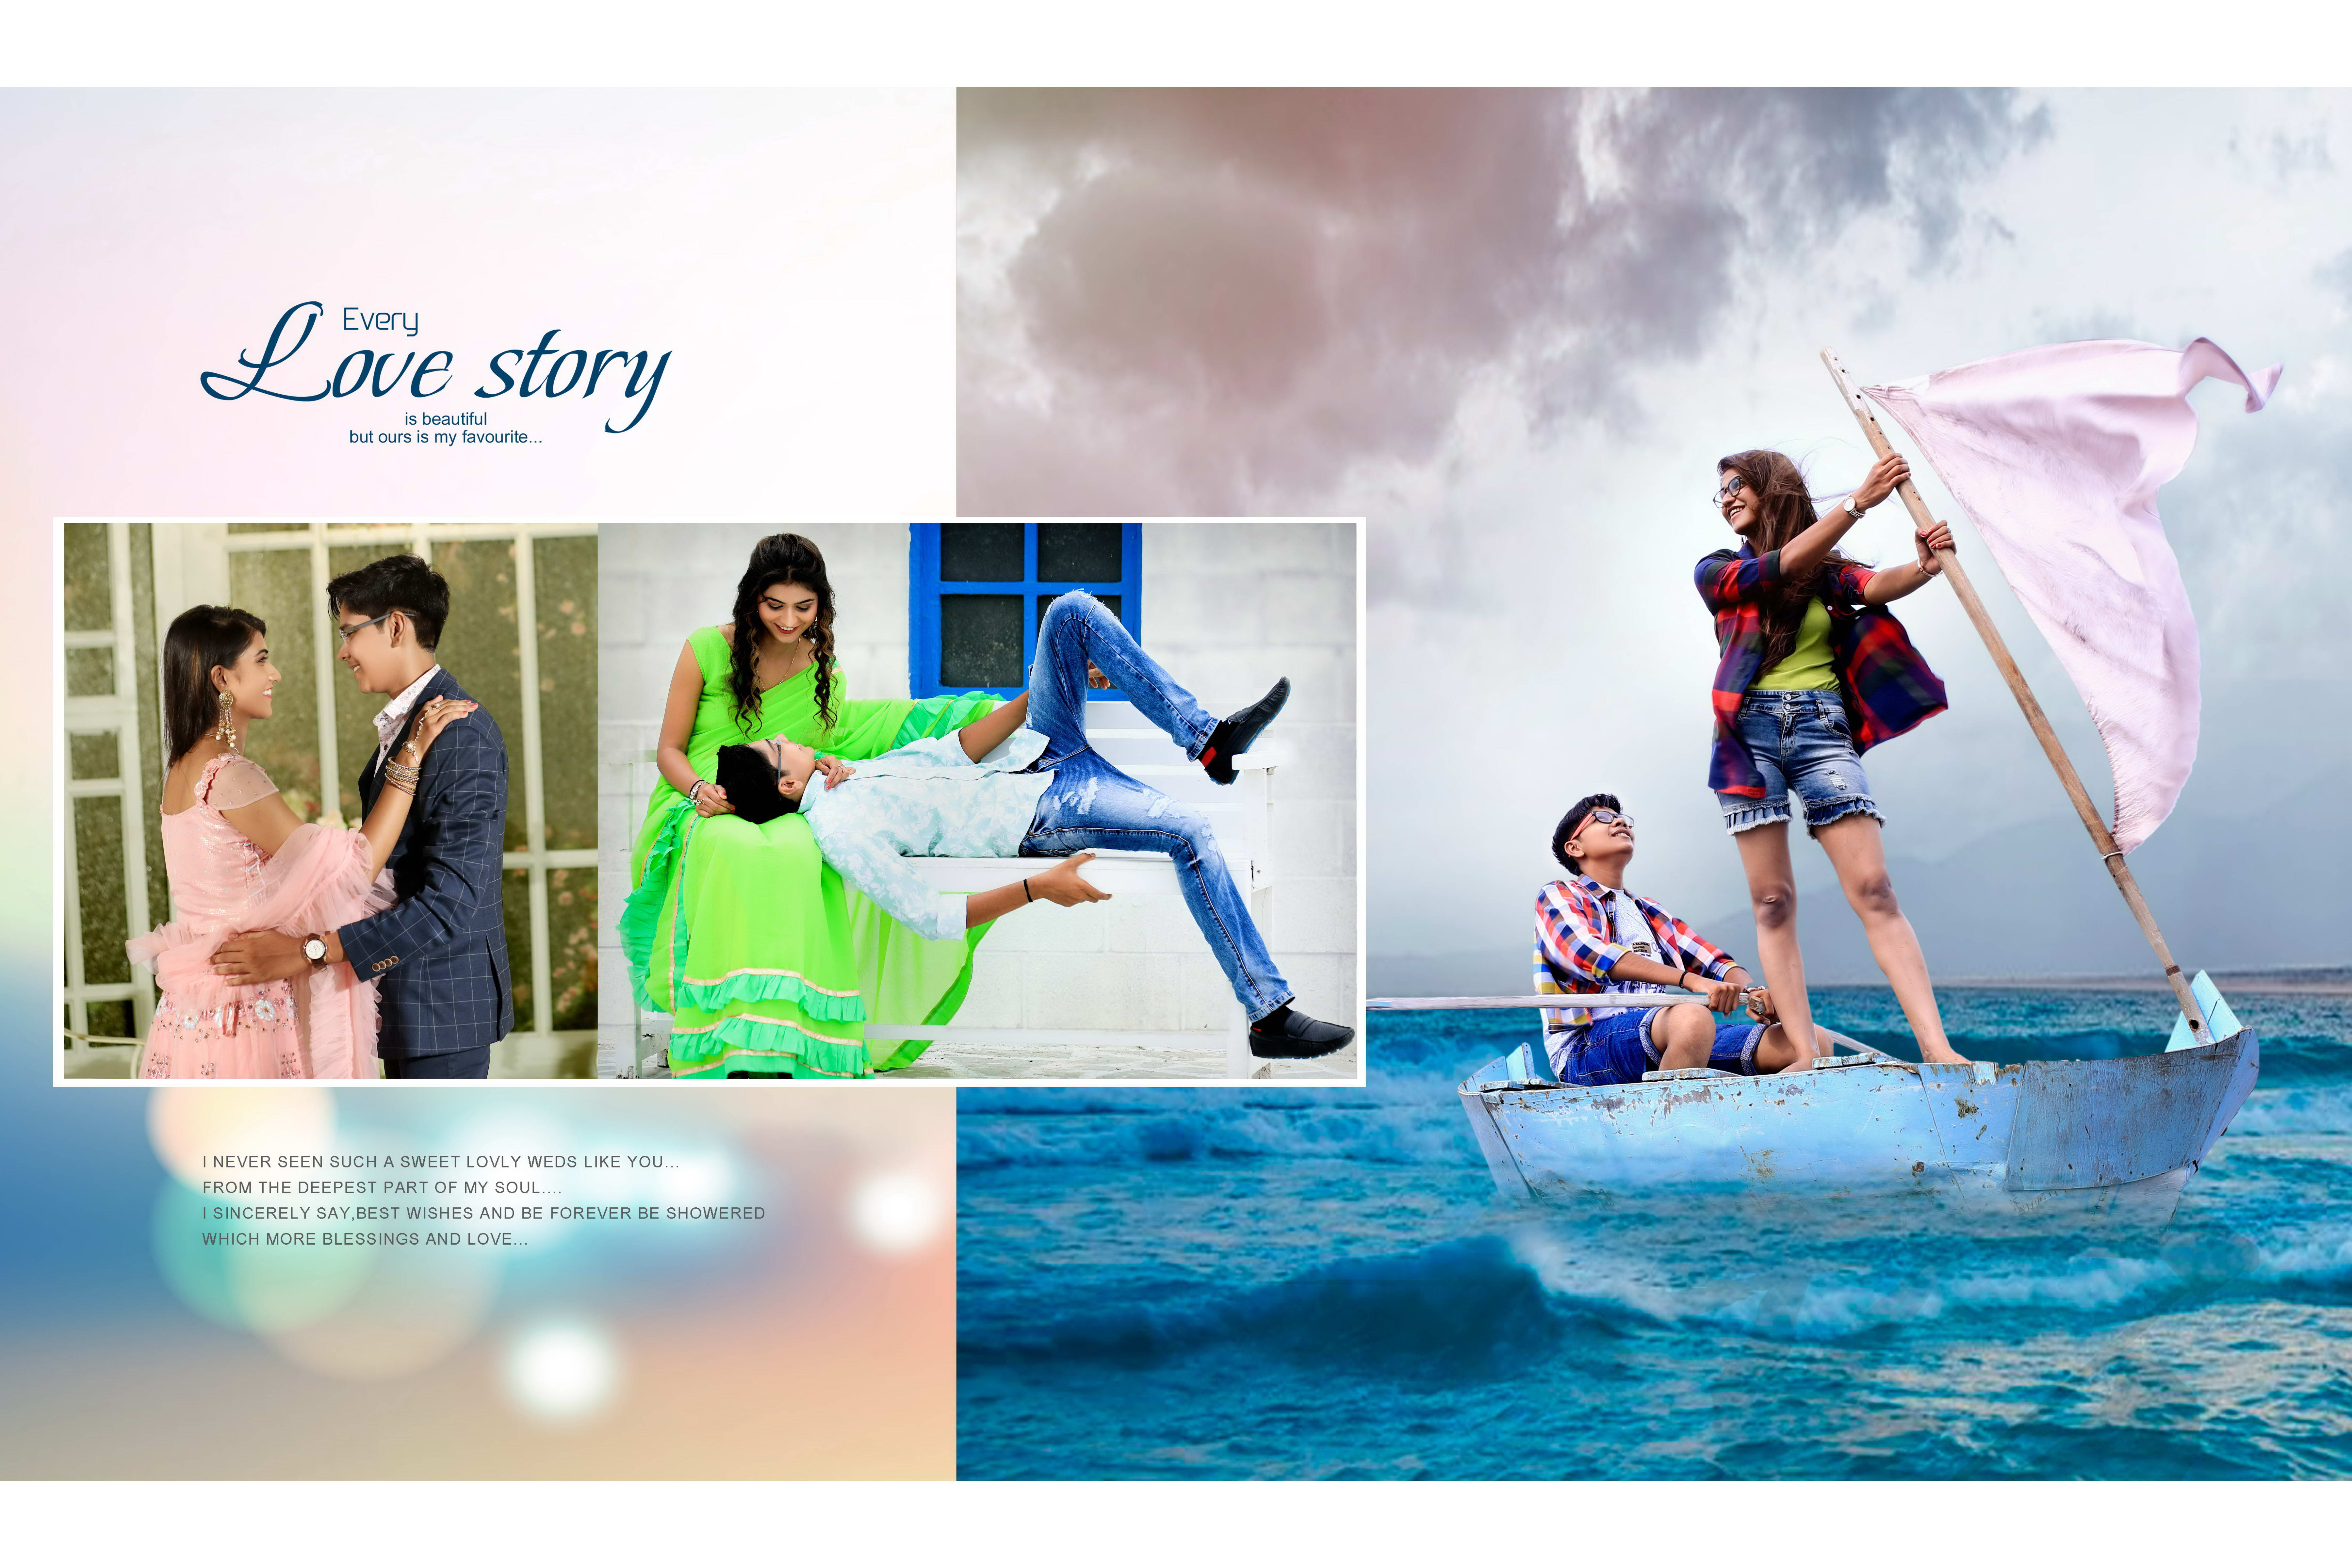 Every
Love story
is beautiful
but ours is my favourite...
I NEVER SEEN SUCH A SWEET LOVLY WEDS LIKE YOU...
FROM THE DEEPEST PART OF MY SOUL....
I SINCERELY SAY,BEST WISHES AND BE FOREVER BE SHOWERED
WHICH MORE BLESSINGS AND LOVE...